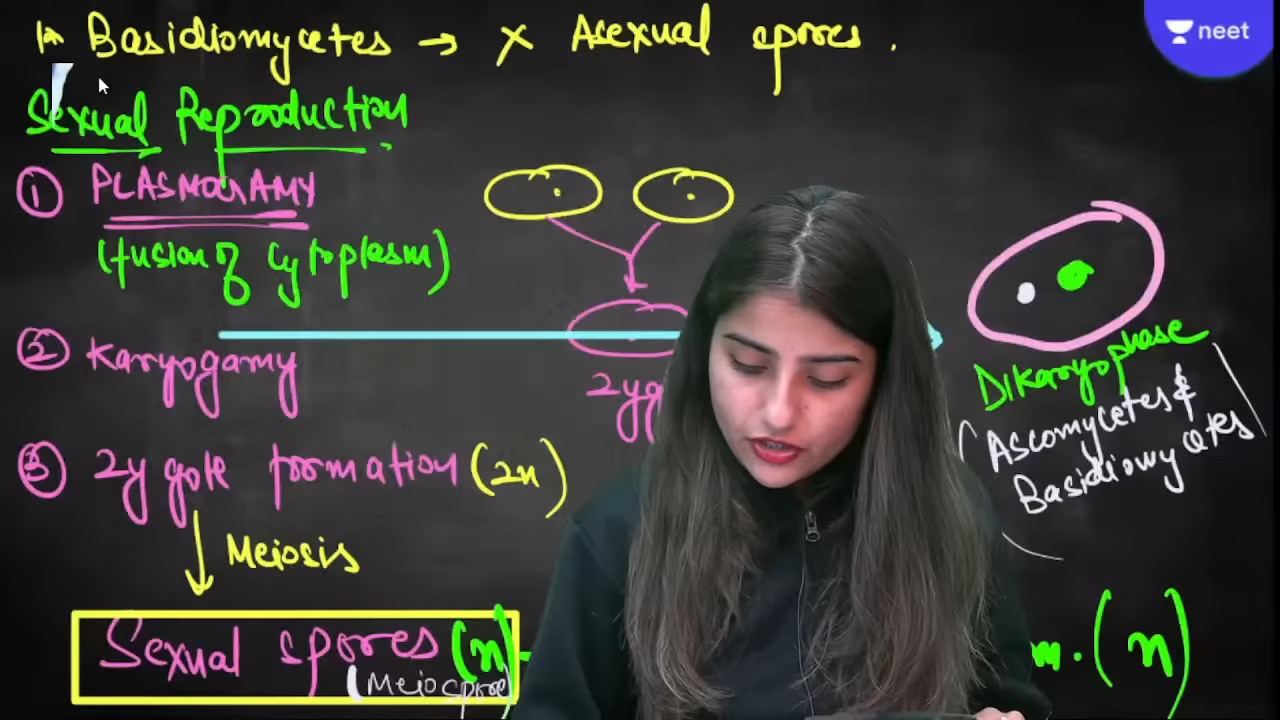 Basidiomycetes → × Asexual spores.
neet
Sexual Reproduction
① PLASMOGAMY
(fusion of cytoplasm)
② Karyogamy
Dikaryophase
(Ascomycetes &
Basidiomycetes)
③ Zygote formation (2n)
Meiosis
Sexual spores (n)
(Meiospore)
(n)